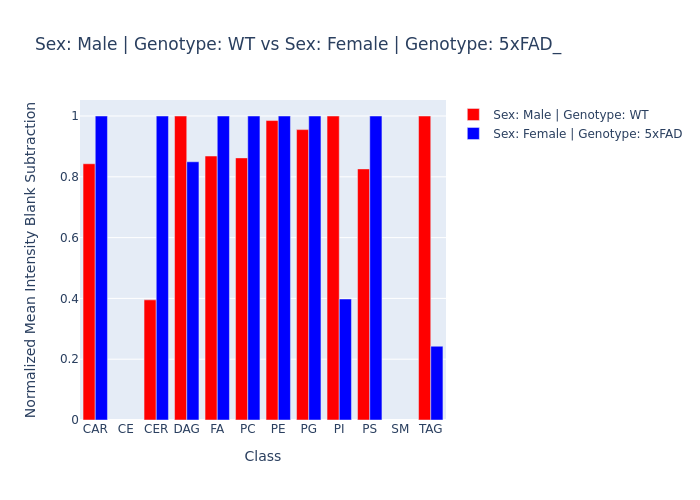 Sex: Male | Genotype: WT vs Sex: Female | Genotype: 5xFAD_
Sex: Male | Genotype: WT
Sex: Female | Genotype: 5xFAD
Normalized Mean Intensity Blank Subtraction
1
0.8
0.6
0.4
0.2
0
CAR CE CER DAG FA PC PE PG PI PS SM TAG
Class